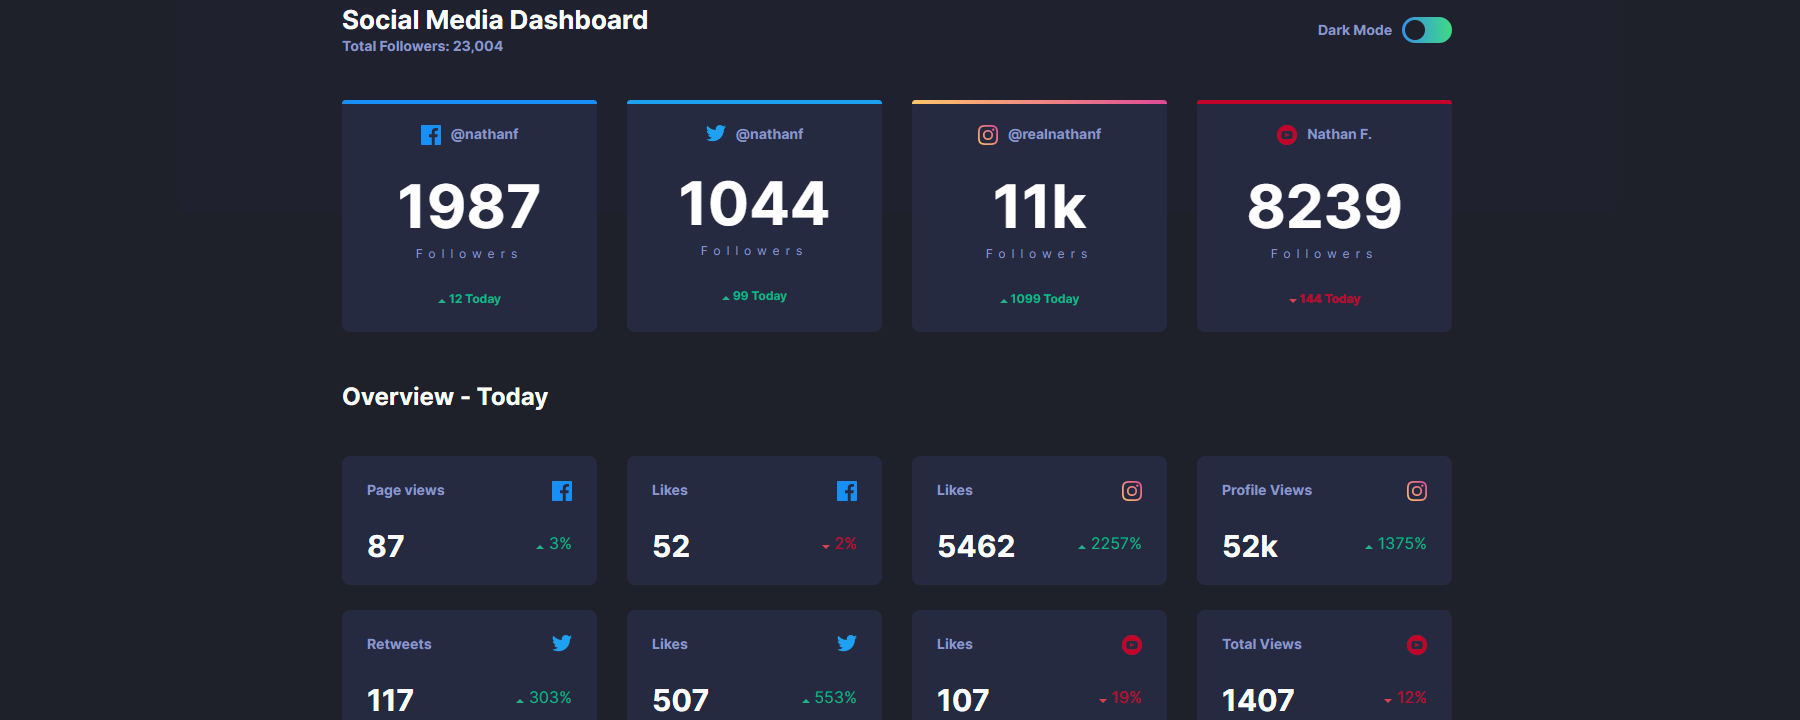 Social Media Dashboard
Total Followers: 23,004
Dark Mode
@nathanf
1987
Followers
12 Today
@nathanf
1044
Followers
99 Today
@realnathanf
11k
Followers
1099 Today
Nathan F.
8239
Followers
144 Today
Overview - Today
Page views
87
3%
Likes
52
2%
Likes
5462
2257%
Profile Views
52k
1375%
Retweets
117
303%
Likes
507
553%
Likes
107
19%
Total Views
1407
12%